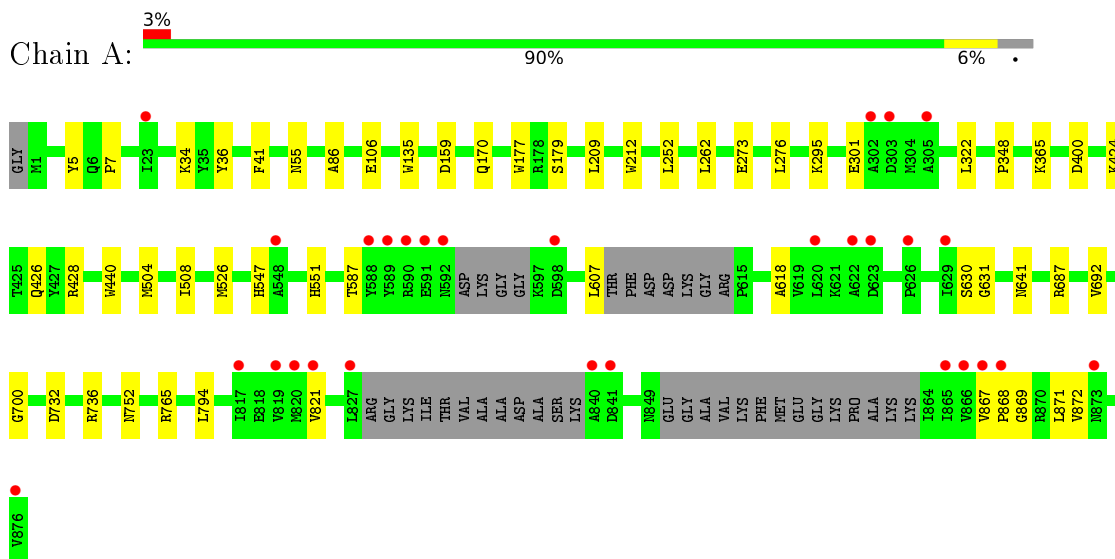 3%
Chain A:
90% 6% •
GLY M1 Y5 Q6 P7 I23 K34 Y35 Y36 F41 N55 A86 E106 W135 D159 Q170 W177 R178 S179 L209 W212 L252 L262 E273 L276 K295 E301 A302 D303 M304 A305 L322 P348 K365 D400 K424
T425 Q426 Y427 R428 W440 M504 I508 M526 H547 A548 H551 T587 Y588 Y589 R590 E591 N592 ASP LYS GLY GLY K597 D598 L607 THR PHE ASP ASP LYS GLY ARG P615 A618 V619 L620 K621 A622 D623 P626 I629 S630 G631 N641 R687 V692
G700 D732 R736 N752 R765 L794 I817 E818 V819 M820 V821 L827 ARG GLY LYS ILE THR VAL ALA ALA ASP ALA SER LYS A840 D841 N849 GLU GLY ALA VAL LYS PHE MET GLU GLY LYS PRO ALA LYS LYS I864 I865 V866 V867 P868 G869 R870 L871 V872 N873
V876